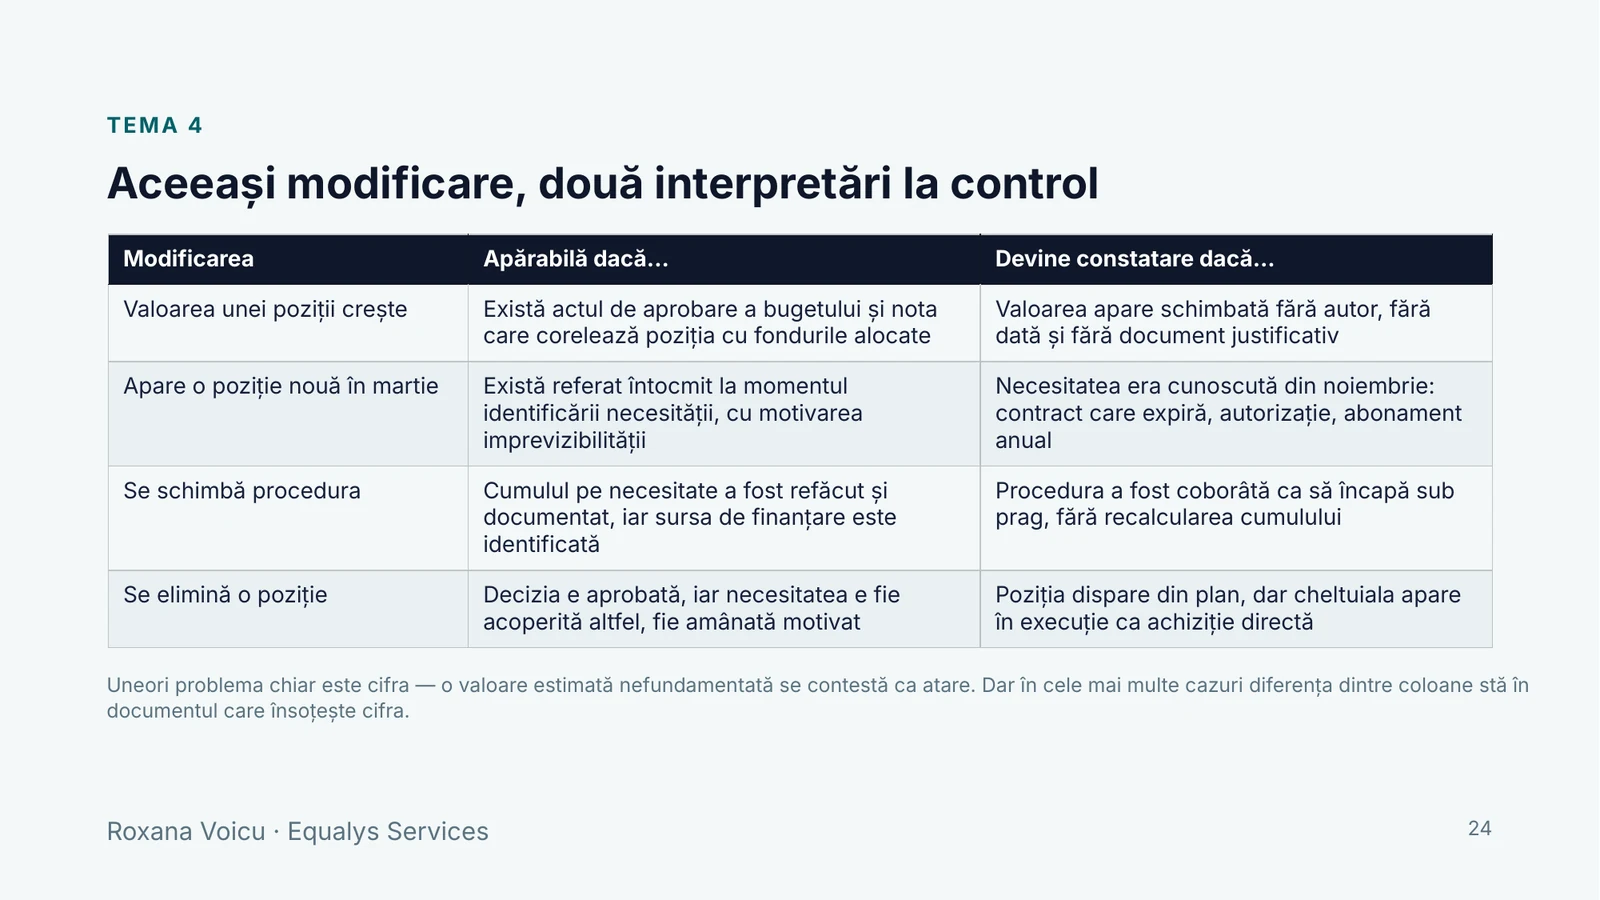 TEMA 4
Aceeași modificare, două interpretări la control
Modificarea
Apărabilă dacă…
Devine constatare dacă…
Valoarea unei poziții crește
Există actul de aprobare a bugetului și nota
care corelează poziția cu fondurile alocate
Valoarea apare schimbată fără autor, fără
dată și fără document justificativ
Apare o poziție nouă în martie
Există referat întocmit la momentul
identificării necesității, cu motivarea
imprevizibilității
Necesitatea era cunoscută din noiembrie:
contract care expiră, autorizație, abonament
anual
Se schimbă procedura
Cumulul pe necesitate a fost refăcut și
documentat, iar sursa de finanțare este
identificată
Procedura a fost coborâtă ca să încapă sub
prag, fără recalcularea cumulului
Se elimină o poziție
Decizia e aprobată, iar necesitatea e fie
acoperită altfel, fie amânată motivat
Poziția dispare din plan, dar cheltuiala apare
în execuție ca achiziție directă
Uneori problema chiar este cifra — o valoare estimată nefundamentată se contestă ca atare. Dar în cele mai multe cazuri diferența dintre coloane stă în
documentul care însoțește cifra.
Roxana Voicu · Equalys Services
24